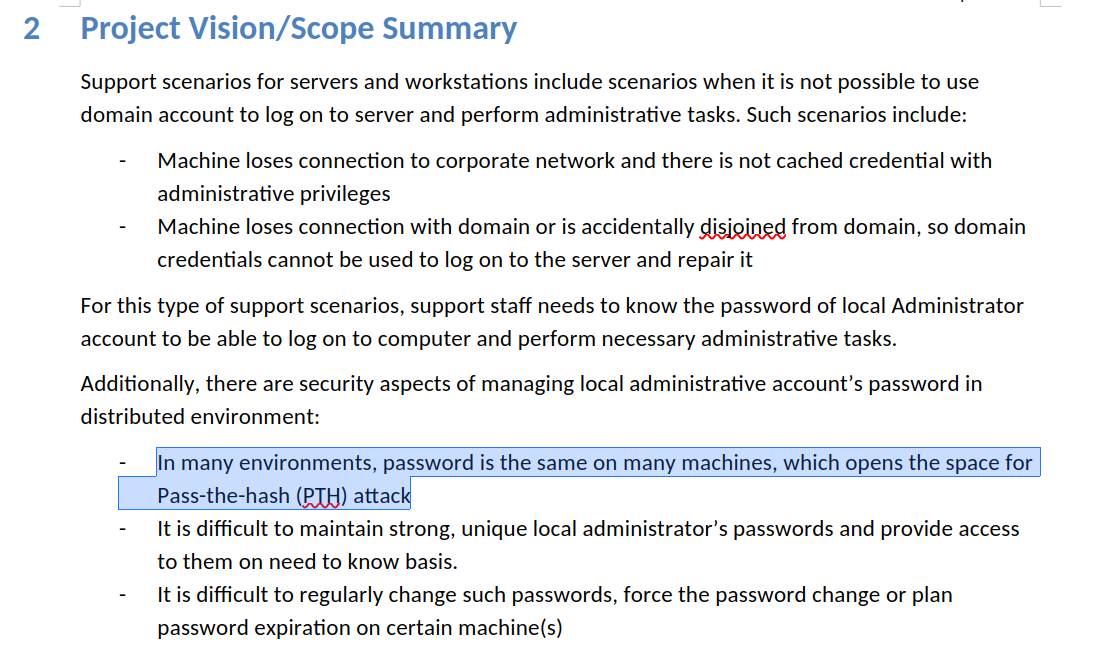 2 Project Vision/Scope Summary
Support scenarios for servers and workstations include scenarios when it is not possible to use
domain account to log on to server and perform administrative tasks. Such scenarios include:
- Machine loses connection to corporate network and there is not cached credential with
administrative privileges
- Machine loses connection with domain or is accidentally disjoined from domain, so domain
credentials cannot be used to log on to the server and repair it
For this type of support scenarios, support staff needs to know the password of local Administrator
account to be able to log on to computer and perform necessary administrative tasks.
Additionally, there are security aspects of managing local administrative account’s password in
distributed environment:
- In many environments, password is the same on many machines, which opens the space for
Pass-the-hash (PTH) attack
- It is difficult to maintain strong, unique local administrator’s passwords and provide access
to them on need to know basis.
- It is difficult to regularly change such passwords, force the password change or plan
password expiration on certain machine(s)